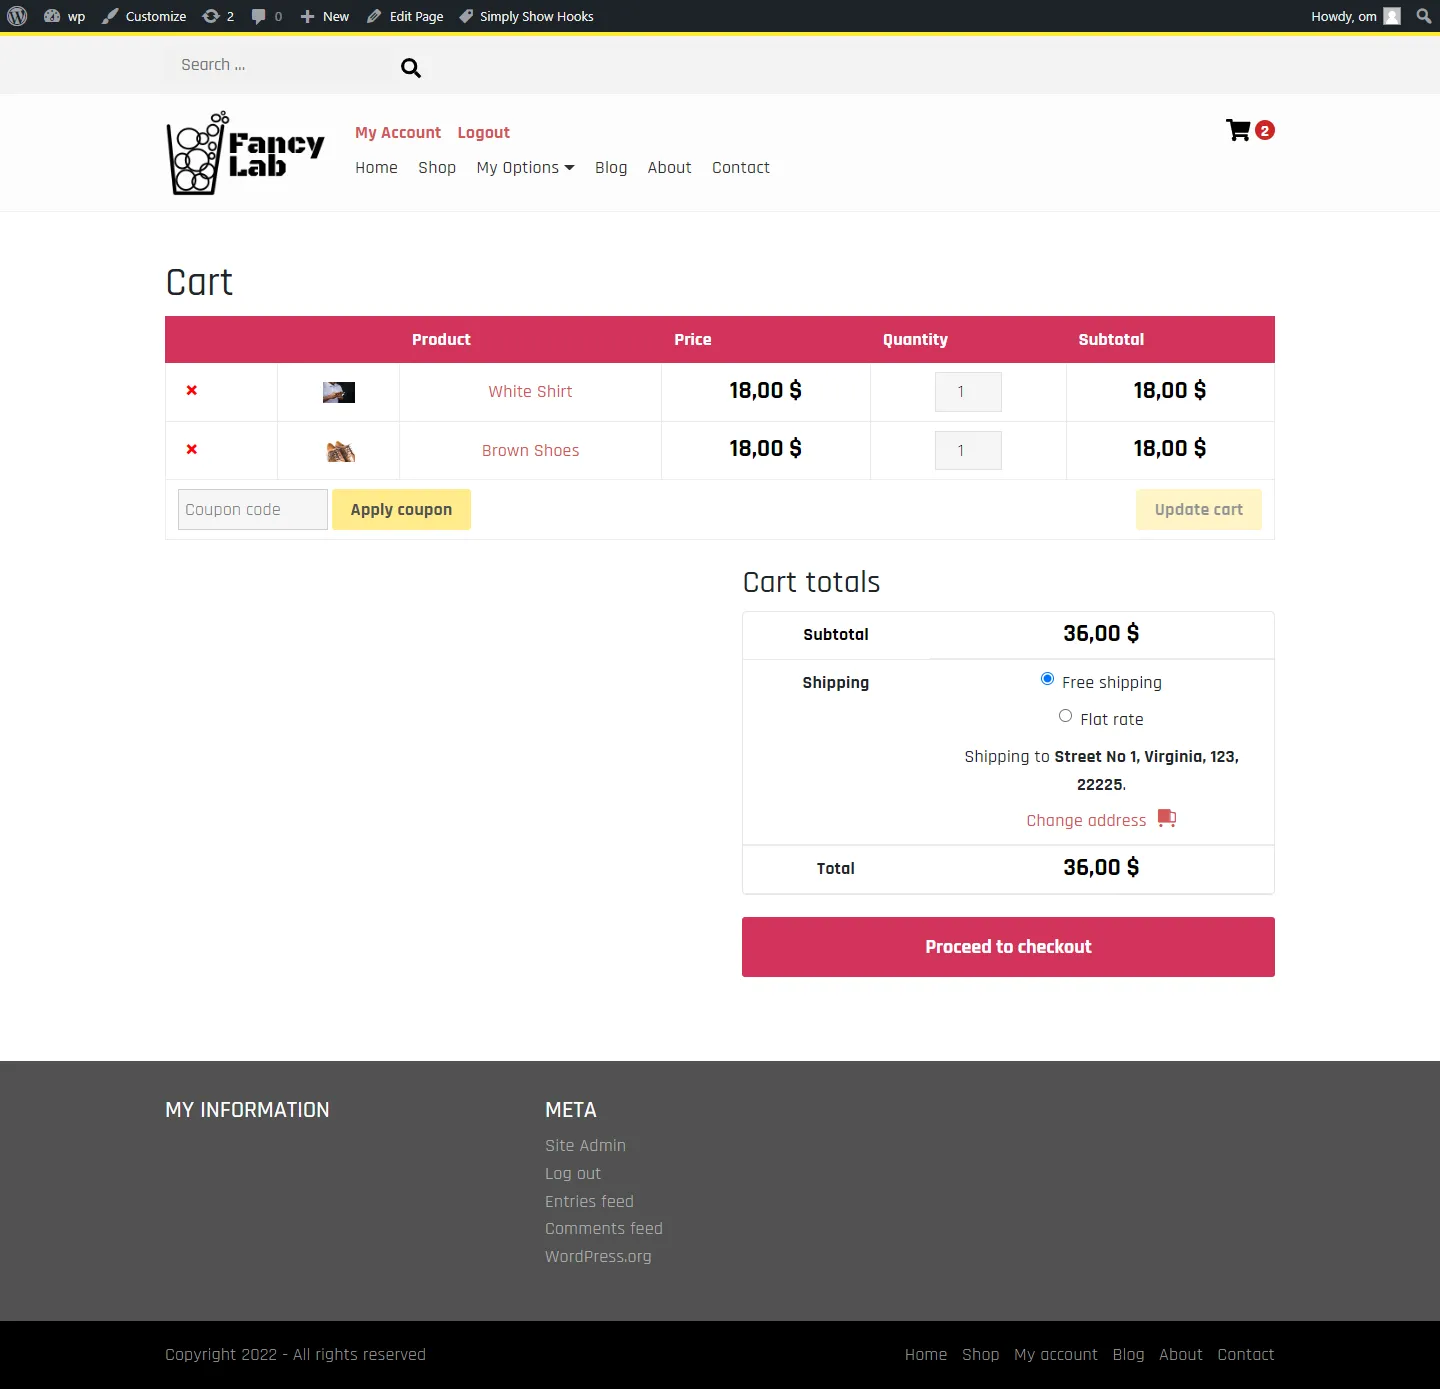 wp Customize 2 0 New Edit Page Simply Show Hooks Howdy, om
Search ...
Fancy
Lab
My Account Logout
2
Home Shop My Options Blog About Contact
Cart
Product Price Quantity Subtotal
× White Shirt 18,00 $ 1 18,00 $
× Brown Shoes 18,00 $ 1 18,00 $
Coupon code Apply coupon Update cart
Cart totals
Subtotal 36,00 $
Shipping Free shipping
Flat rate
Shipping to Street No 1, Virginia, 123,
22225.
Change address
Total 36,00 $
Proceed to checkout
MY INFORMATION META
Site Admin
Log out
Entries feed
Comments feed
WordPress.org
Copyright 2022 - All rights reserved Home Shop My account Blog About Contact